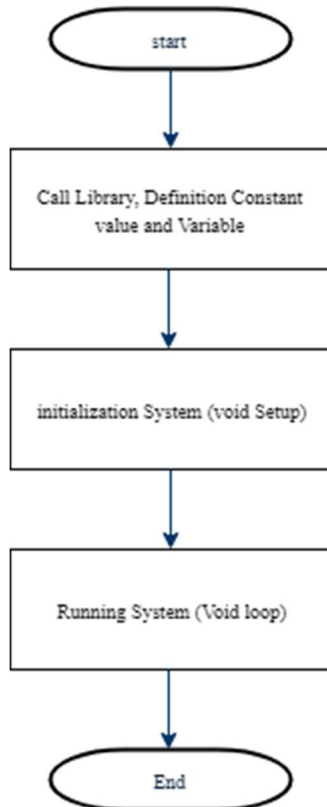 start
Call Library, Definition Constant
value and Variable
initialization System (void Setup)
Running System (Void loop)
End